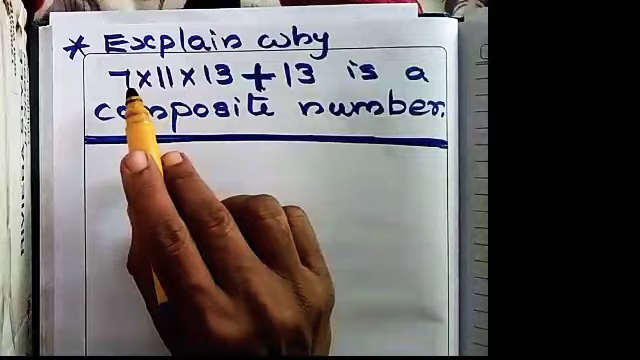 * Explain why
7×11×13 + 13 is a
composite number.